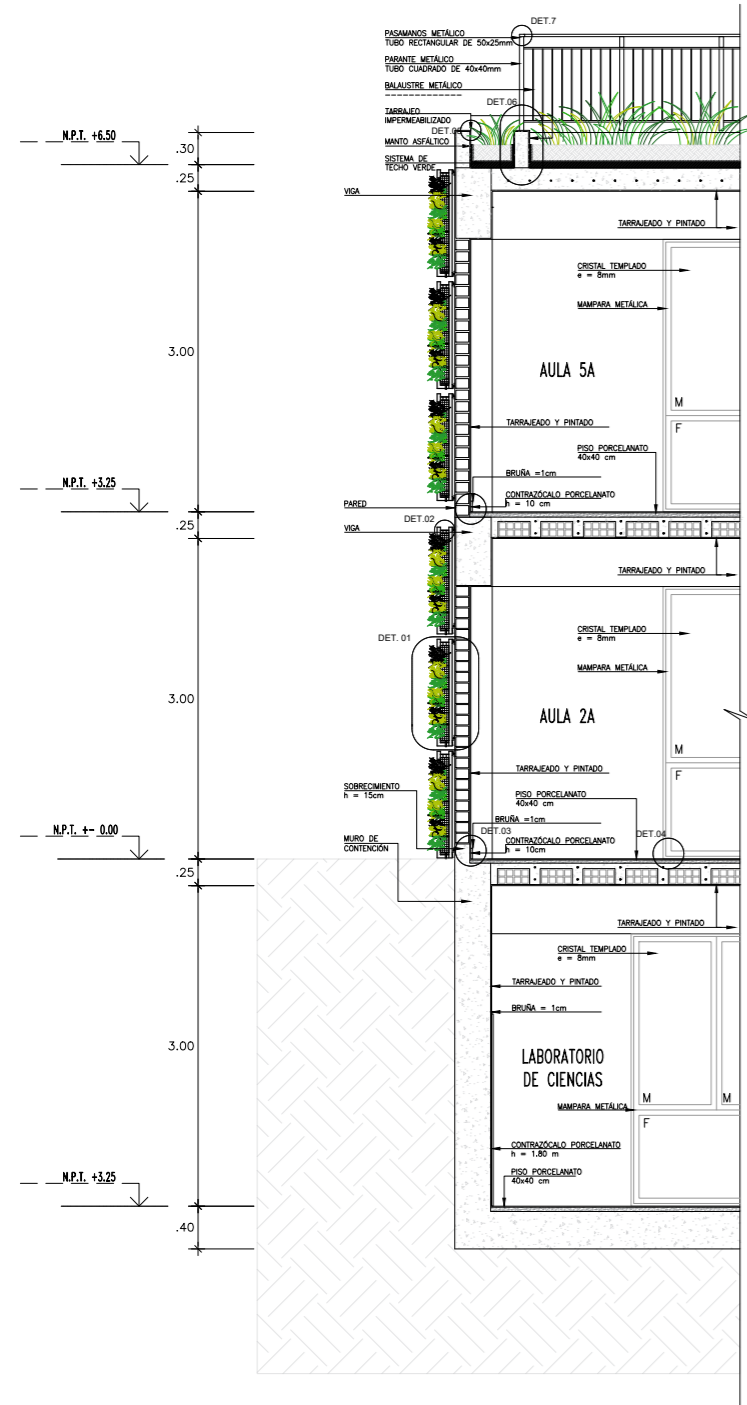 DET.7
PASAMANOS METÁLICO
TUBO RECTANGULAR DE 50x25mm
PARANTE METÁLICO
TUBO CUADRADO DE 40x40mm
BALAUSTRE METÁLICO
DET.06
TARRAJEO
IMPERMEABILIZADO
MANTO ASFÁLTICO
SISTEMA DE
TECHO VERDE
N.P.T. +6.50
.30
.25
VIGA
TARRAJEADO Y PINTADO
CRISTAL TEMPLADO
e = 8mm
MAMPARA METÁLICA
3.00
AULA 5A
M
TARRAJEADO Y PINTADO
F
PISO PORCELANATO
40x40 cm
BRUÑA =1cm
N.P.T. +3.25
CONTRAZÓCALO PORCELANATO
h = 10 cm
PARED
DET.02
.25
VIGA
TARRAJEADO Y PINTADO
CRISTAL TEMPLADO
e = 8mm
DET. 01
MAMPARA METÁLICA
3.00
AULA 2A
M
TARRAJEADO Y PINTADO
F
SOBRECIMIENTO
h = 15cm
PISO PORCELANATO
40x40 cm
BRUÑA =1cm
N.P.T. +- 0.00
DET.03
DET.04
MURO DE
CONTENCIÓN
CONTRAZÓCALO PORCELANATO
h = 10cm
.25
TARRAJEADO Y PINTADO
CRISTAL TEMPLADO
e = 8mm
TARRAJEADO Y PINTADO
BRUÑA = 1cm
3.00
LABORATORIO
DE CIENCIAS
M
M
MAMPARA METÁLICA
F
CONTRAZÓCALO PORCELANATO
h = 1.80 m
N.P.T. +3.25
PISO PORCELANATO
40x40 cm
.40